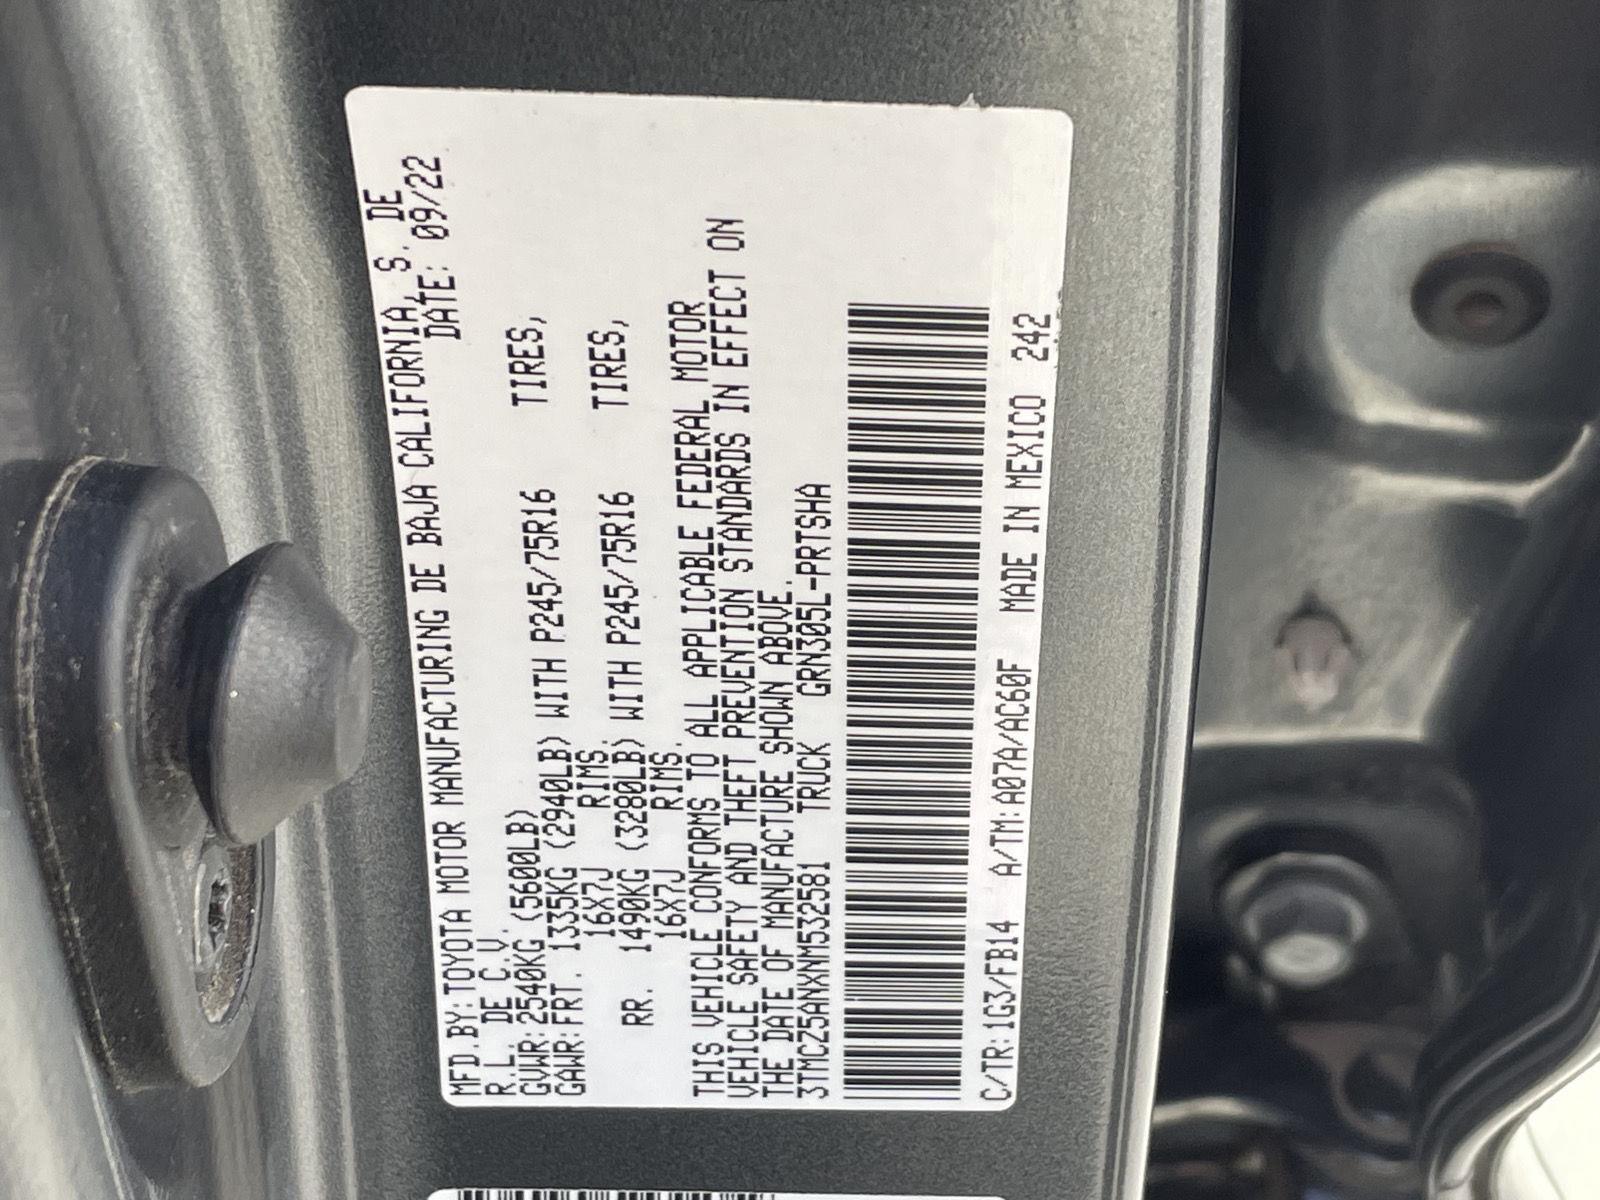 MFD.BY:TOYOTA MOTOR MANUFACTURING DE BAJA CALIFORNIA, S. DE
R.L. DE C.V. DATE: 09/22
GVWR:2540KG (5600LB)
GAWR:FRT. 1335KG (2940LB) WITH P245/75R16 TIRES,
16X7J RIMS.
RR. 1490KG (3280LB) WITH P245/75R16 TIRES,
16X7J RIMS.
THIS VEHICLE CONFORMS TO ALL APPLICABLE FEDERAL MOTOR
VEHICLE SAFETY AND THEFT PREVENTION STANDARDS IN EFFECT ON
THE DATE OF MANUFACTURE SHOWN ABOVE.
3TMCZ5ANXNM532581 TRUCK GRN305L-PRTSHA
C/TR:1G3/FB14 A/TM:A07A/AC60F MADE IN MEXICO 242